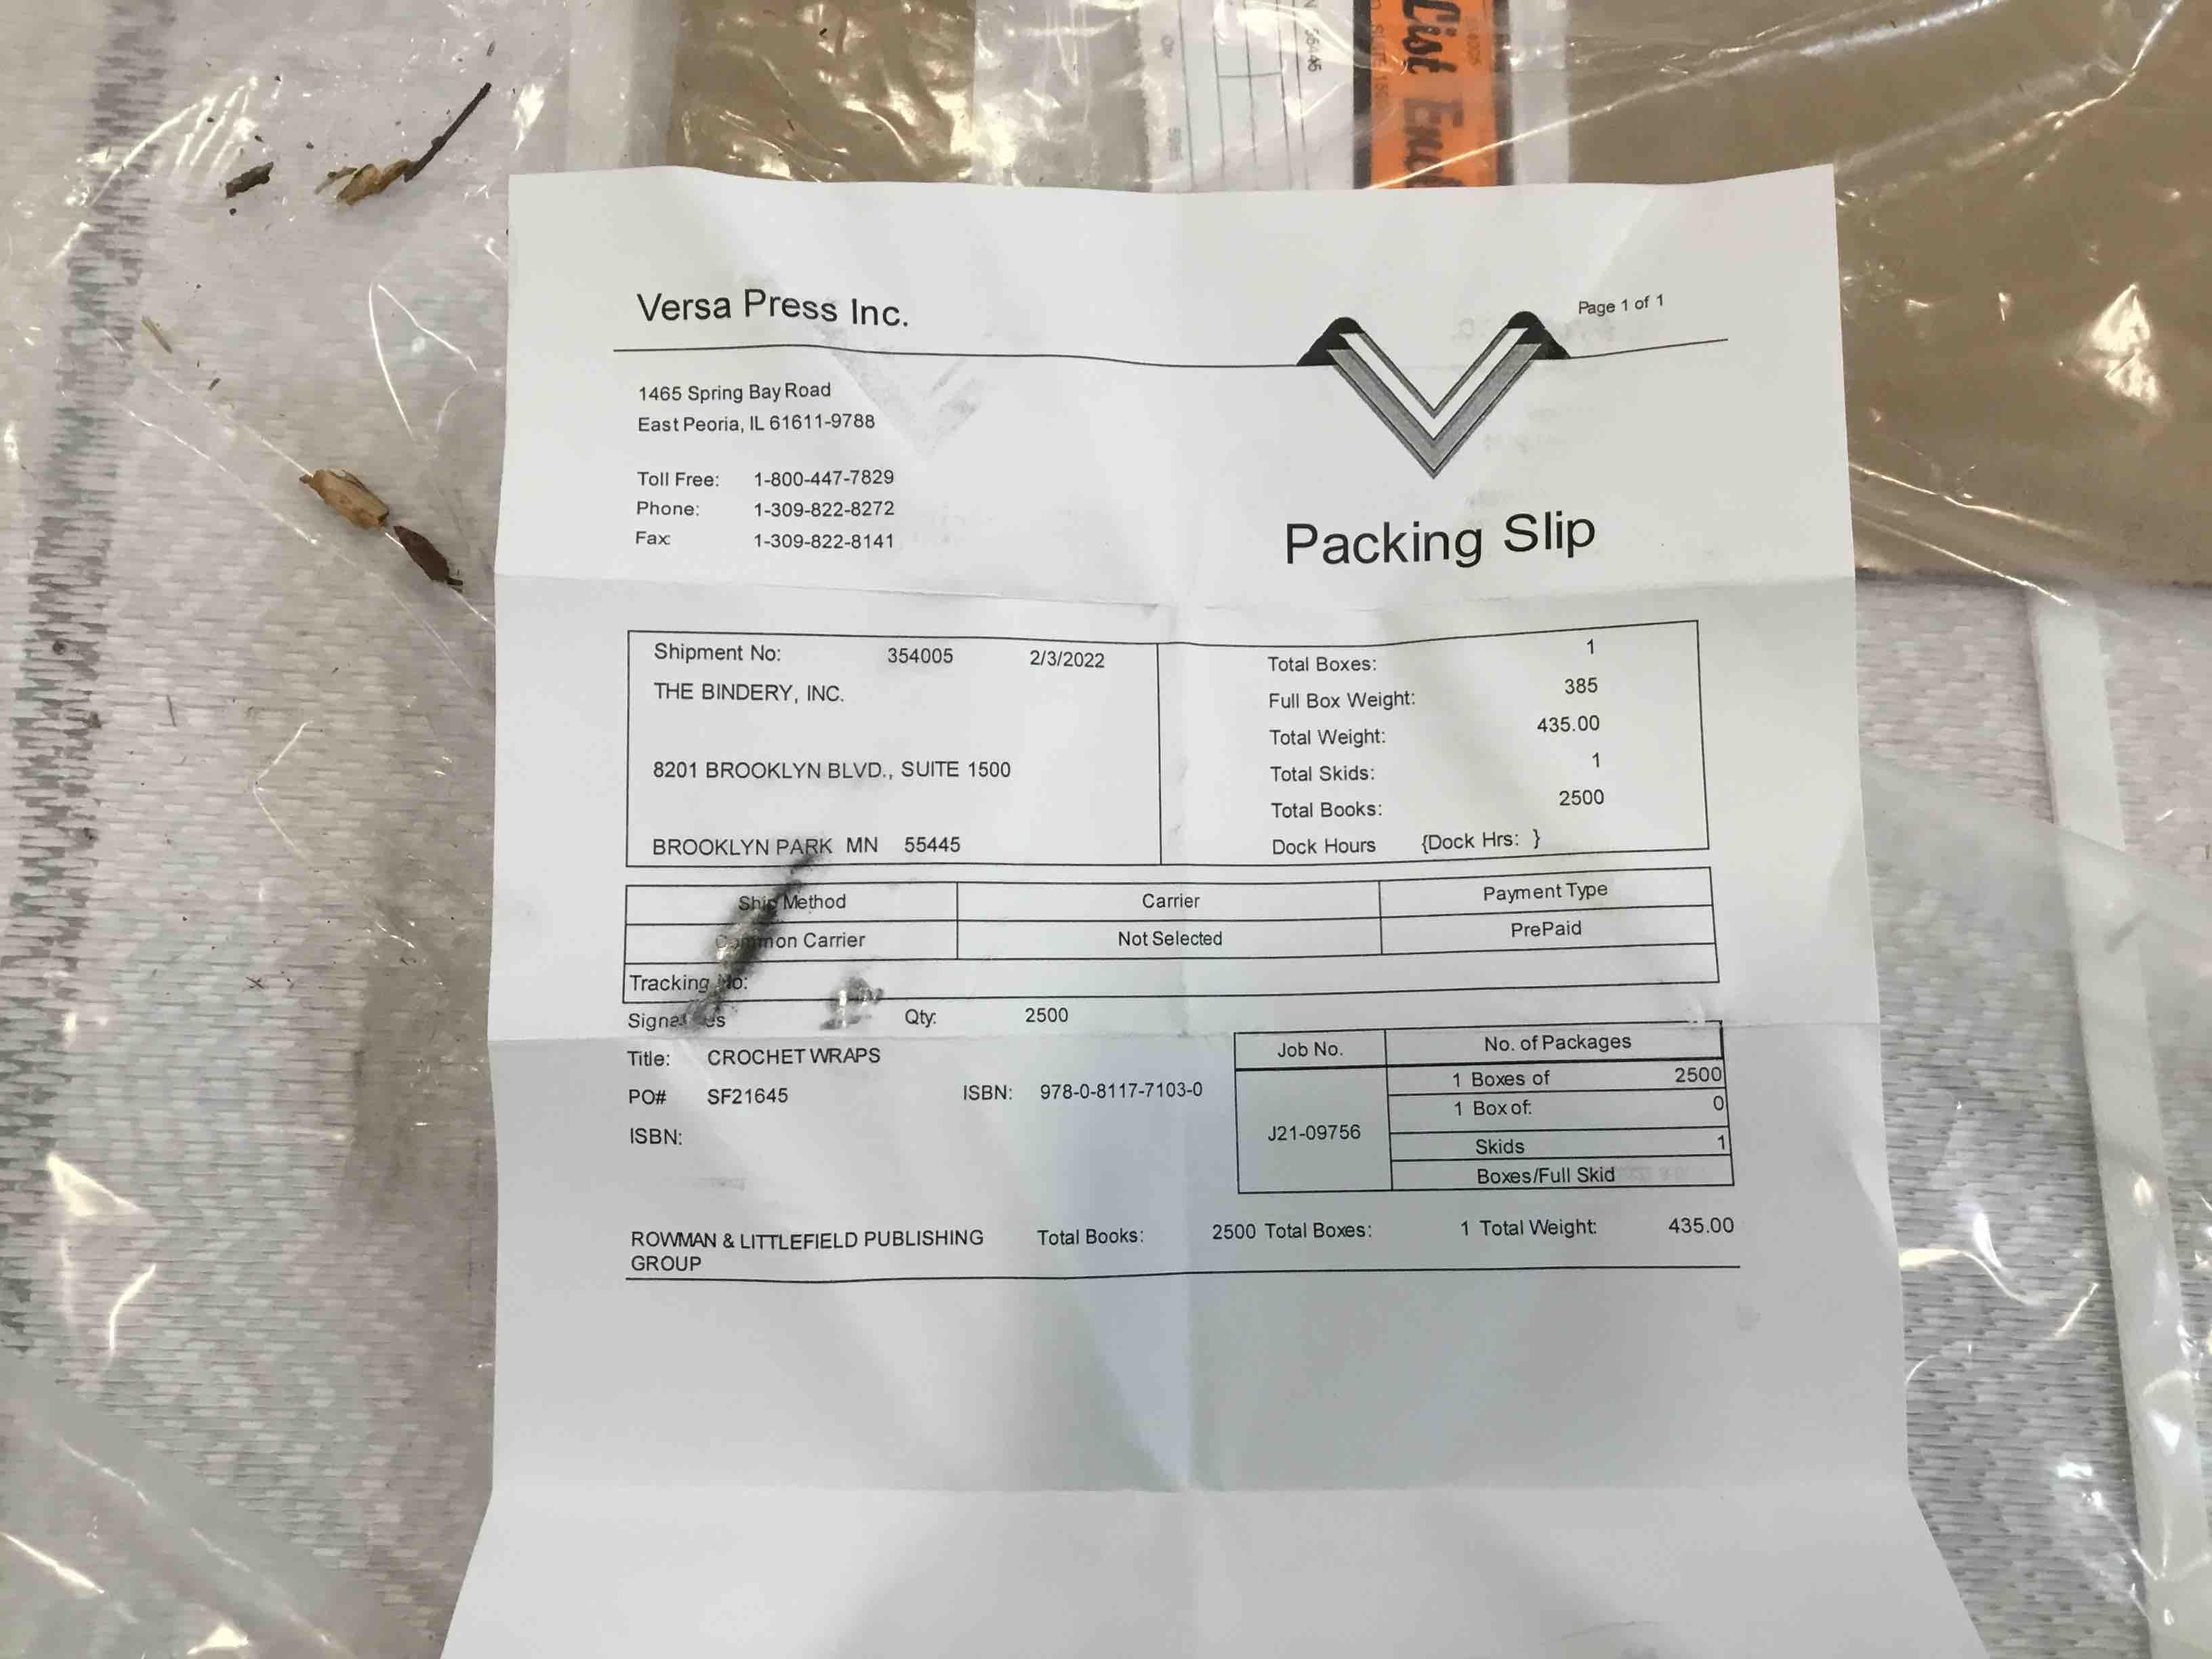 List Enc
Versa Press Inc.
Page 1 of 1
1465 Spring Bay Road
East Peoria, IL 61611-9788
Toll Free: 1-800-447-7829
Phone: 1-309-822-8272
Fax: 1-309-822-8141
Packing Slip
Shipment No: 354005 2/3/2022
THE BINDERY, INC.
8201 BROOKLYN BLVD., SUITE 1500
BROOKLYN PARK MN 55445
Total Boxes: 1
Full Box Weight: 385
Total Weight: 435.00
Total Skids: 1
Total Books: 2500
Dock Hours {Dock Hrs: }
Ship Method Carrier Payment Type
Common Carrier Not Selected PrePaid
Tracking No:
Signatures Qty: 2500
Title: CROCHET WRAPS
PO# SF21645 ISBN: 978-0-8117-7103-0
ISBN:
Job No. No. of Packages
J21-09756
1 Boxes of 2500
1 Box of: 0
Skids 1
Boxes/Full Skid
ROWMAN & LITTLEFIELD PUBLISHING
GROUP
Total Books: 2500 Total Boxes: 1 Total Weight: 435.00